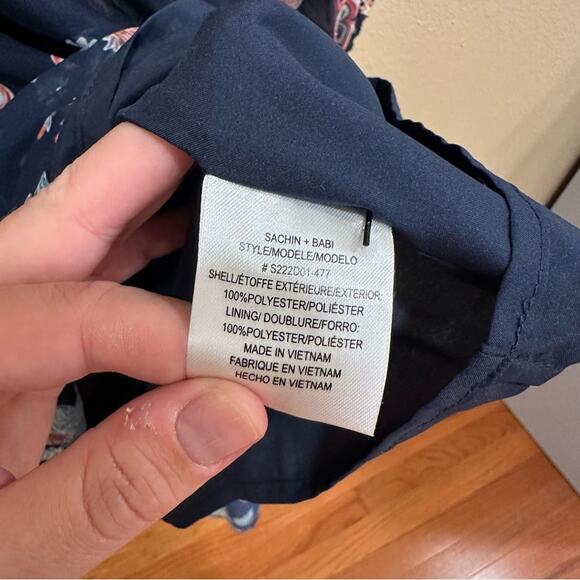 SACHIN + BABI
STYLE/MODELE/MODELO
# S222D01-477
SHELL/ÉTOFFE EXTÉRIEURE/EXTERIOR:
100%POLYESTER/POLIÉSTER
LINING/ DOUBLURE/FORRO:
100%POLYESTER/POLIÉSTER
MADE IN VIETNAM
FABRIQUE EN VIETNAM
HECHO EN VIETNAM